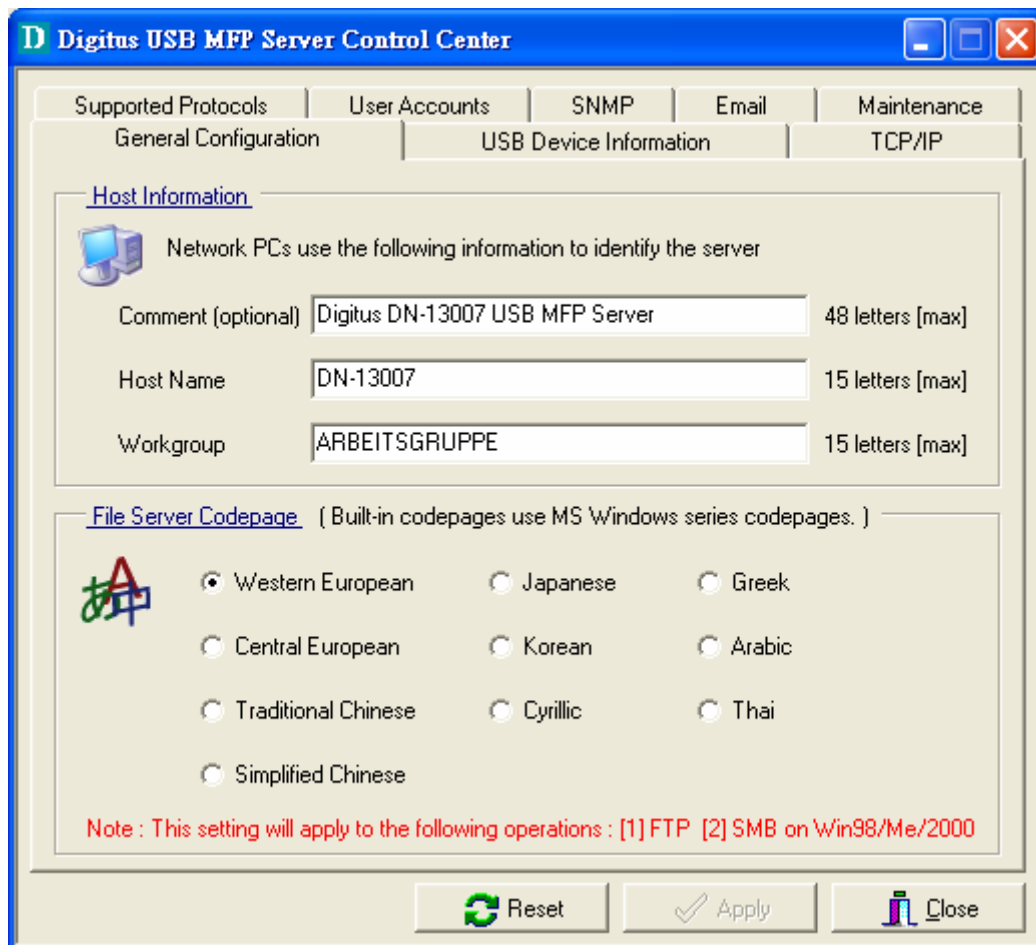 Digitus USB MFP Server Control Center
Supported Protocols User Accounts SNMP Email Maintenance
General Configuration USB Device Information TCP/IP
Host Information
Network PCs use the following information to identify the server
Comment (optional) Digitus DN-13007 USB MFP Server 48 letters [max]
Host Name DN-13007 15 letters [max]
Workgroup ARBEITSGRUPPE 15 letters [max]
File Server Codepage ( Built-in codepages use MS Windows series codepages. )
Western European Japanese Greek
Central European Korean Arabic
Traditional Chinese Cyrillic Thai
Simplified Chinese
Note : This setting will apply to the following operations : [1] FTP [2] SMB on Win98/Me/2000
Reset Apply Close